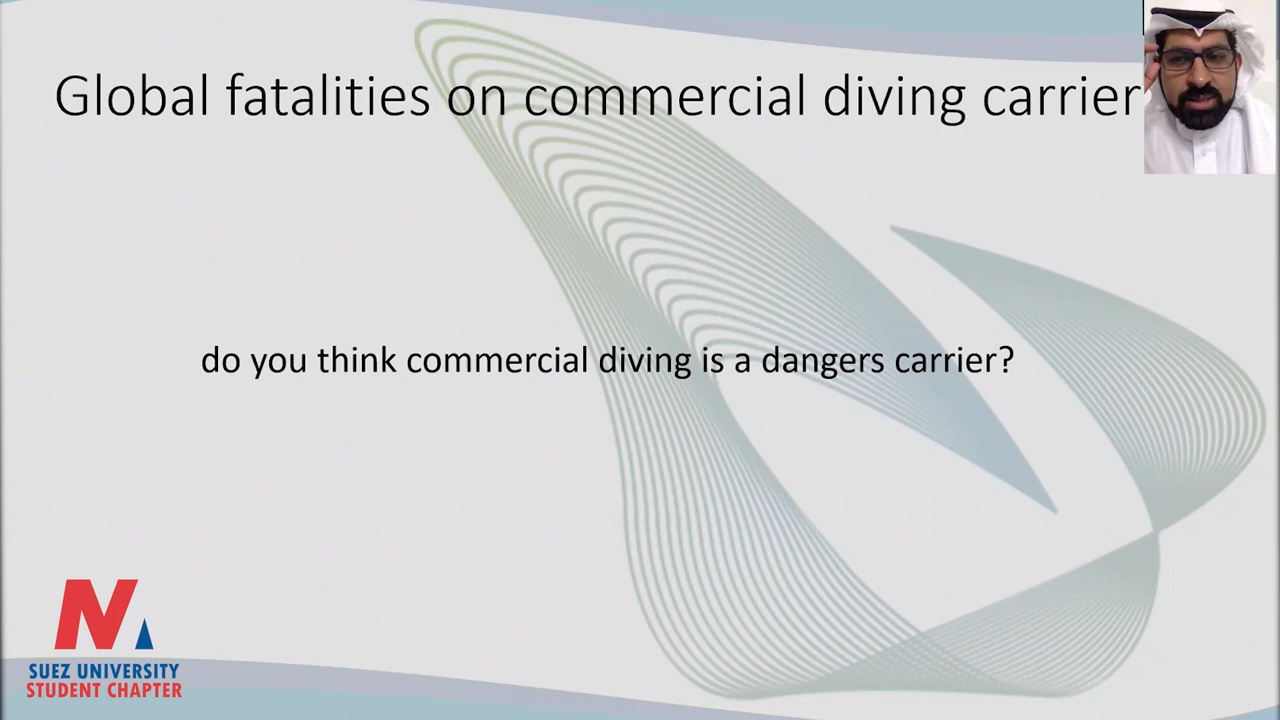 Global fatalities on commercial diving carrier
do you think commercial diving is a dangers carrier?
SUEZ UNIVERSITY
STUDENT CHAPTER